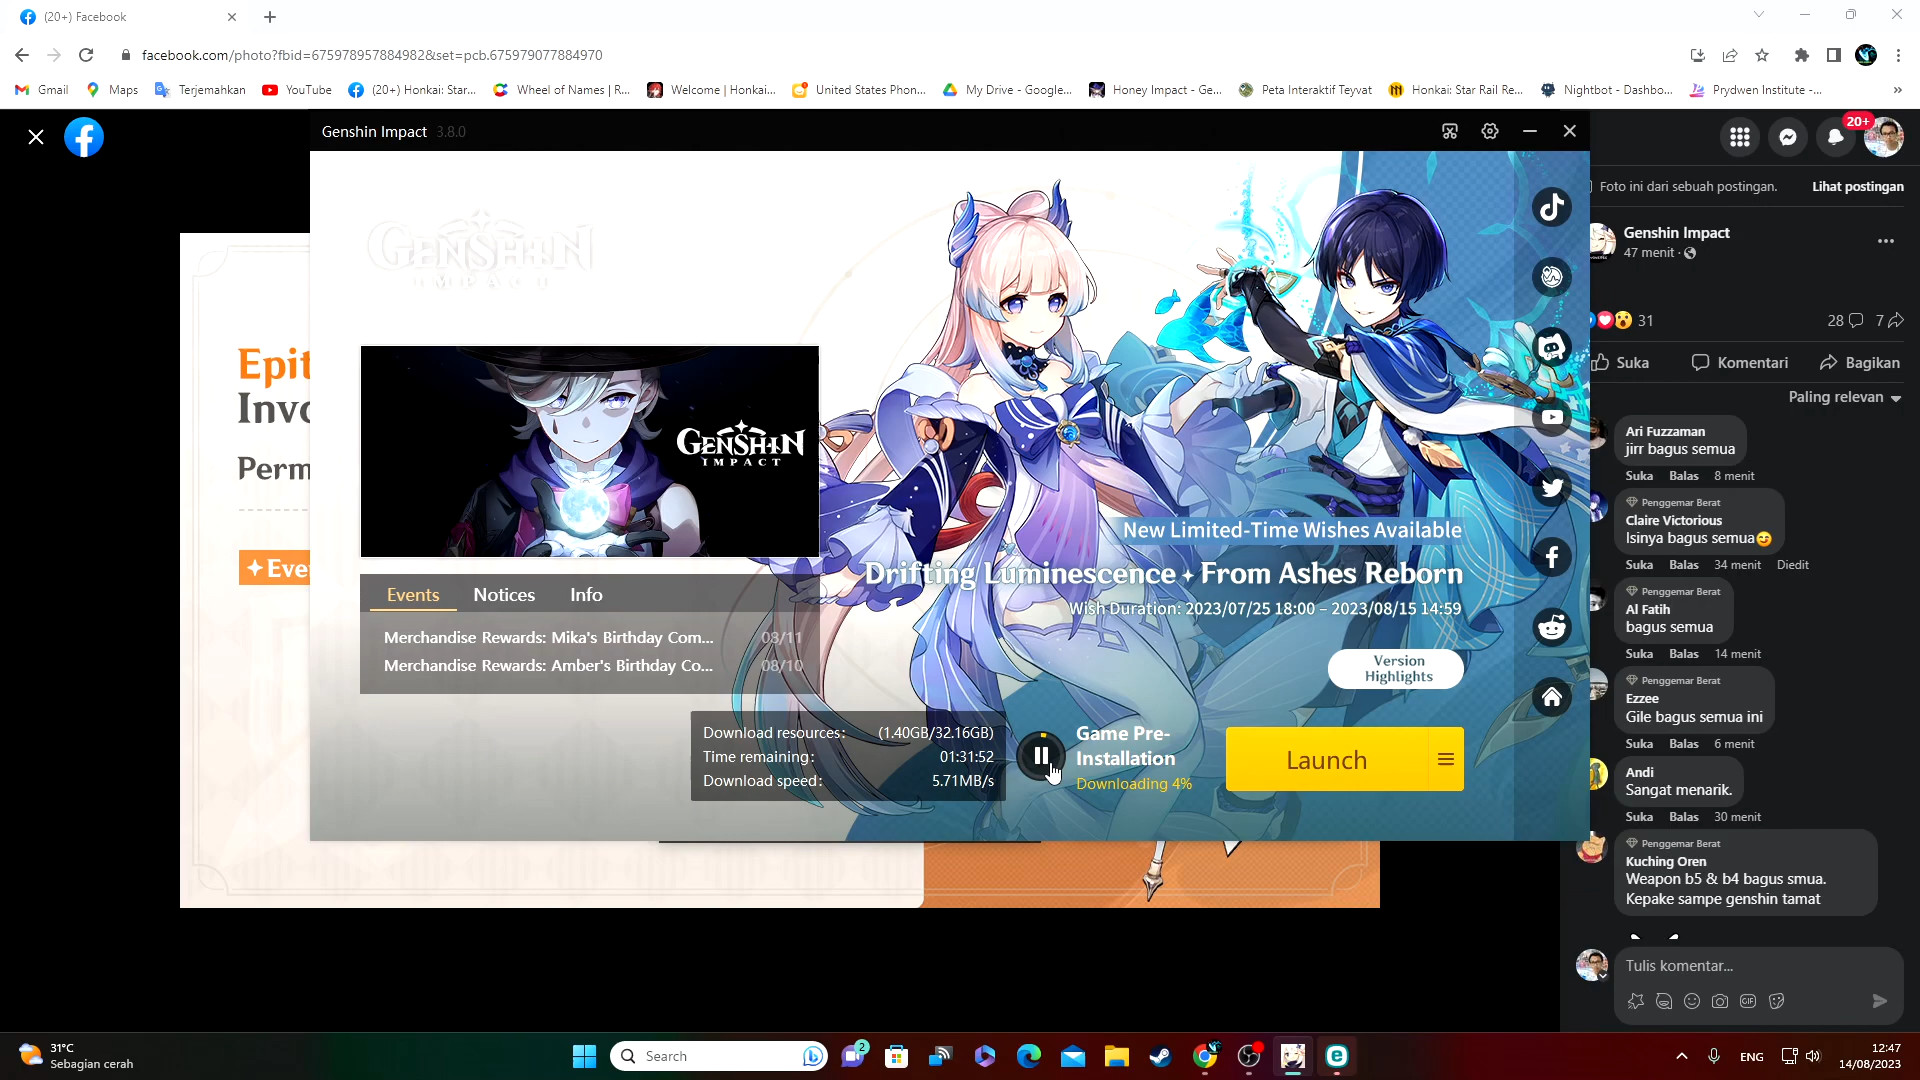 (20+) Facebook
facebook.com/photo?fbid=675978957884982&set=pcb.675979077884970
Gmail
Maps
Terjemahkan
YouTube
(20+) Honkai: Star...
Wheel of Names | R...
Welcome | Honkai...
United States Phon...
My Drive - Google...
Honey Impact - Ge...
Peta Interaktif Teyvat
Honkai: Star Rail Re...
Nightbot - Dashbo...
Prydwen Institute -...
Genshin Impact 3.8.0
20+
Foto ini dari sebuah postingan.
Lihat postingan
GENSHIN
IMPACT
Genshin Impact
47 menit ·
31
28
7
Suka
Komentari
Bagikan
Paling relevan
Epit
Invo
Perm
Eve
GENSHIN
IMPACT
New Limited-Time Wishes Available
Drifting Luminescence ✦ From Ashes Reborn
Wish Duration: 2023/07/25 18:00 – 2023/08/15 14:59
Version
Highlights
Events
Notices
Info
Merchandise Rewards: Mika's Birthday Com... 08/11
Merchandise Rewards: Amber's Birthday Co... 08/10
Download resources: (1.40GB/32.16GB)
Time remaining: 01:31:52
Download speed: 5.71MB/s
Game Pre-
Installation
Downloading 4%
Launch
Ari Fuzzaman
jirr bagus semua
Suka Balas 8 menit
Penggemar Berat
Claire Victorious
Isinya bagus semua😊
Suka Balas 34 menit Diedit
Penggemar Berat
Al Fatih
bagus semua
Suka Balas 14 menit
Penggemar Berat
Ezzee
Gile bagus semua ini
Suka Balas 6 menit
Andi
Sangat menarik.
Suka Balas 30 menit
Penggemar Berat
Kuching Oren
Weapon b5 & b4 bagus smua.
Kepake sampe genshin tamat
Tulis komentar...
GIF
31°C
Sebagian cerah
Search
2
ENG
12:47
14/08/2023